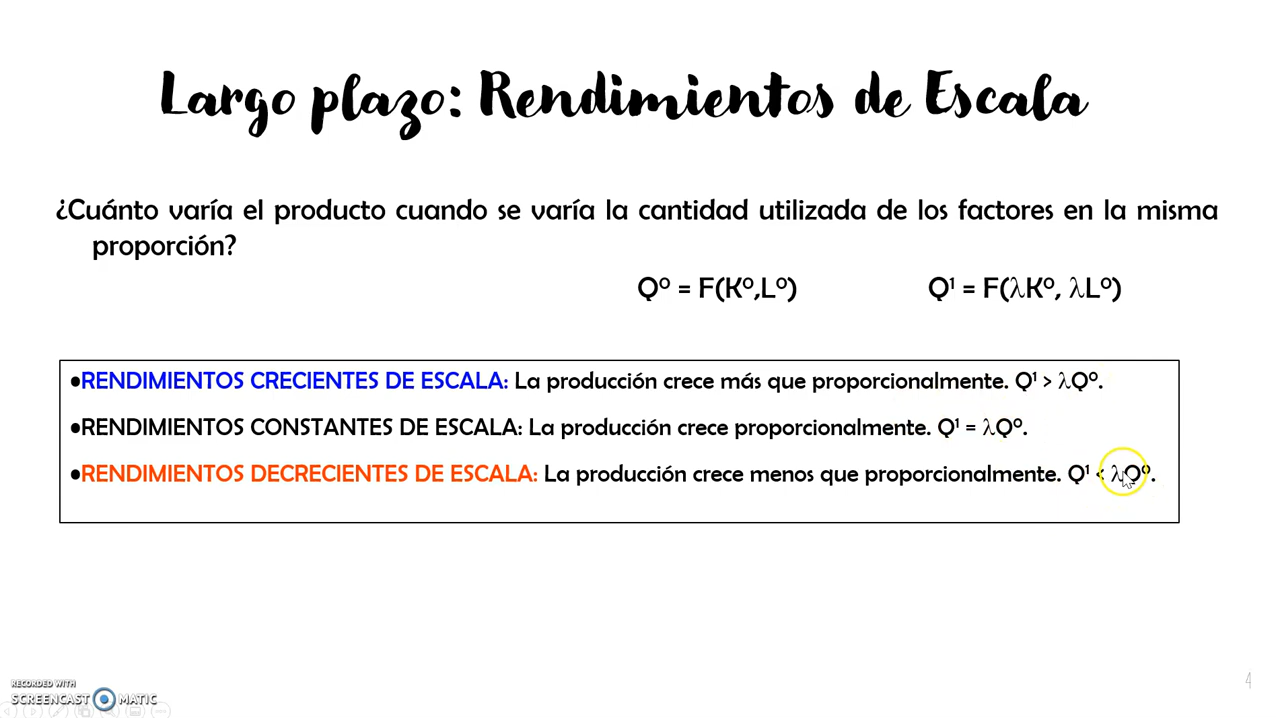 Largo plazo: Rendimientos de Escala
¿Cuánto varía el producto cuando se varía la cantidad utilizada de los factores en la misma
proporción?
Q⁰ = F(K⁰,L⁰) Q¹ = F(λK⁰, λL⁰)
•RENDIMIENTOS CRECIENTES DE ESCALA: La producción crece más que proporcionalmente. Q¹ > λQ⁰.
•RENDIMIENTOS CONSTANTES DE ESCALA: La producción crece proporcionalmente. Q¹ = λQ⁰.
•RENDIMIENTOS DECRECIENTES DE ESCALA: La producción crece menos que proporcionalmente. Q¹ < λQ⁰.
4
RECORDED WITH
SCREENCAST MATIC